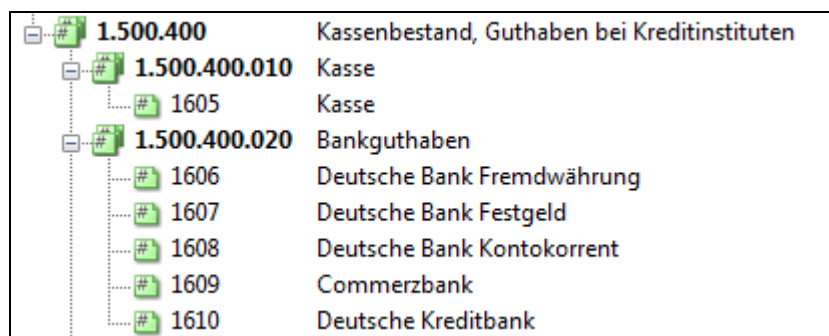 1.500.400 Kassenbestand, Guthaben bei Kreditinstituten
1.500.400.010 Kasse
1605 Kasse
1.500.400.020 Bankguthaben
1606 Deutsche Bank Fremdwährung
1607 Deutsche Bank Festgeld
1608 Deutsche Bank Kontokorrent
1609 Commerzbank
1610 Deutsche Kreditbank